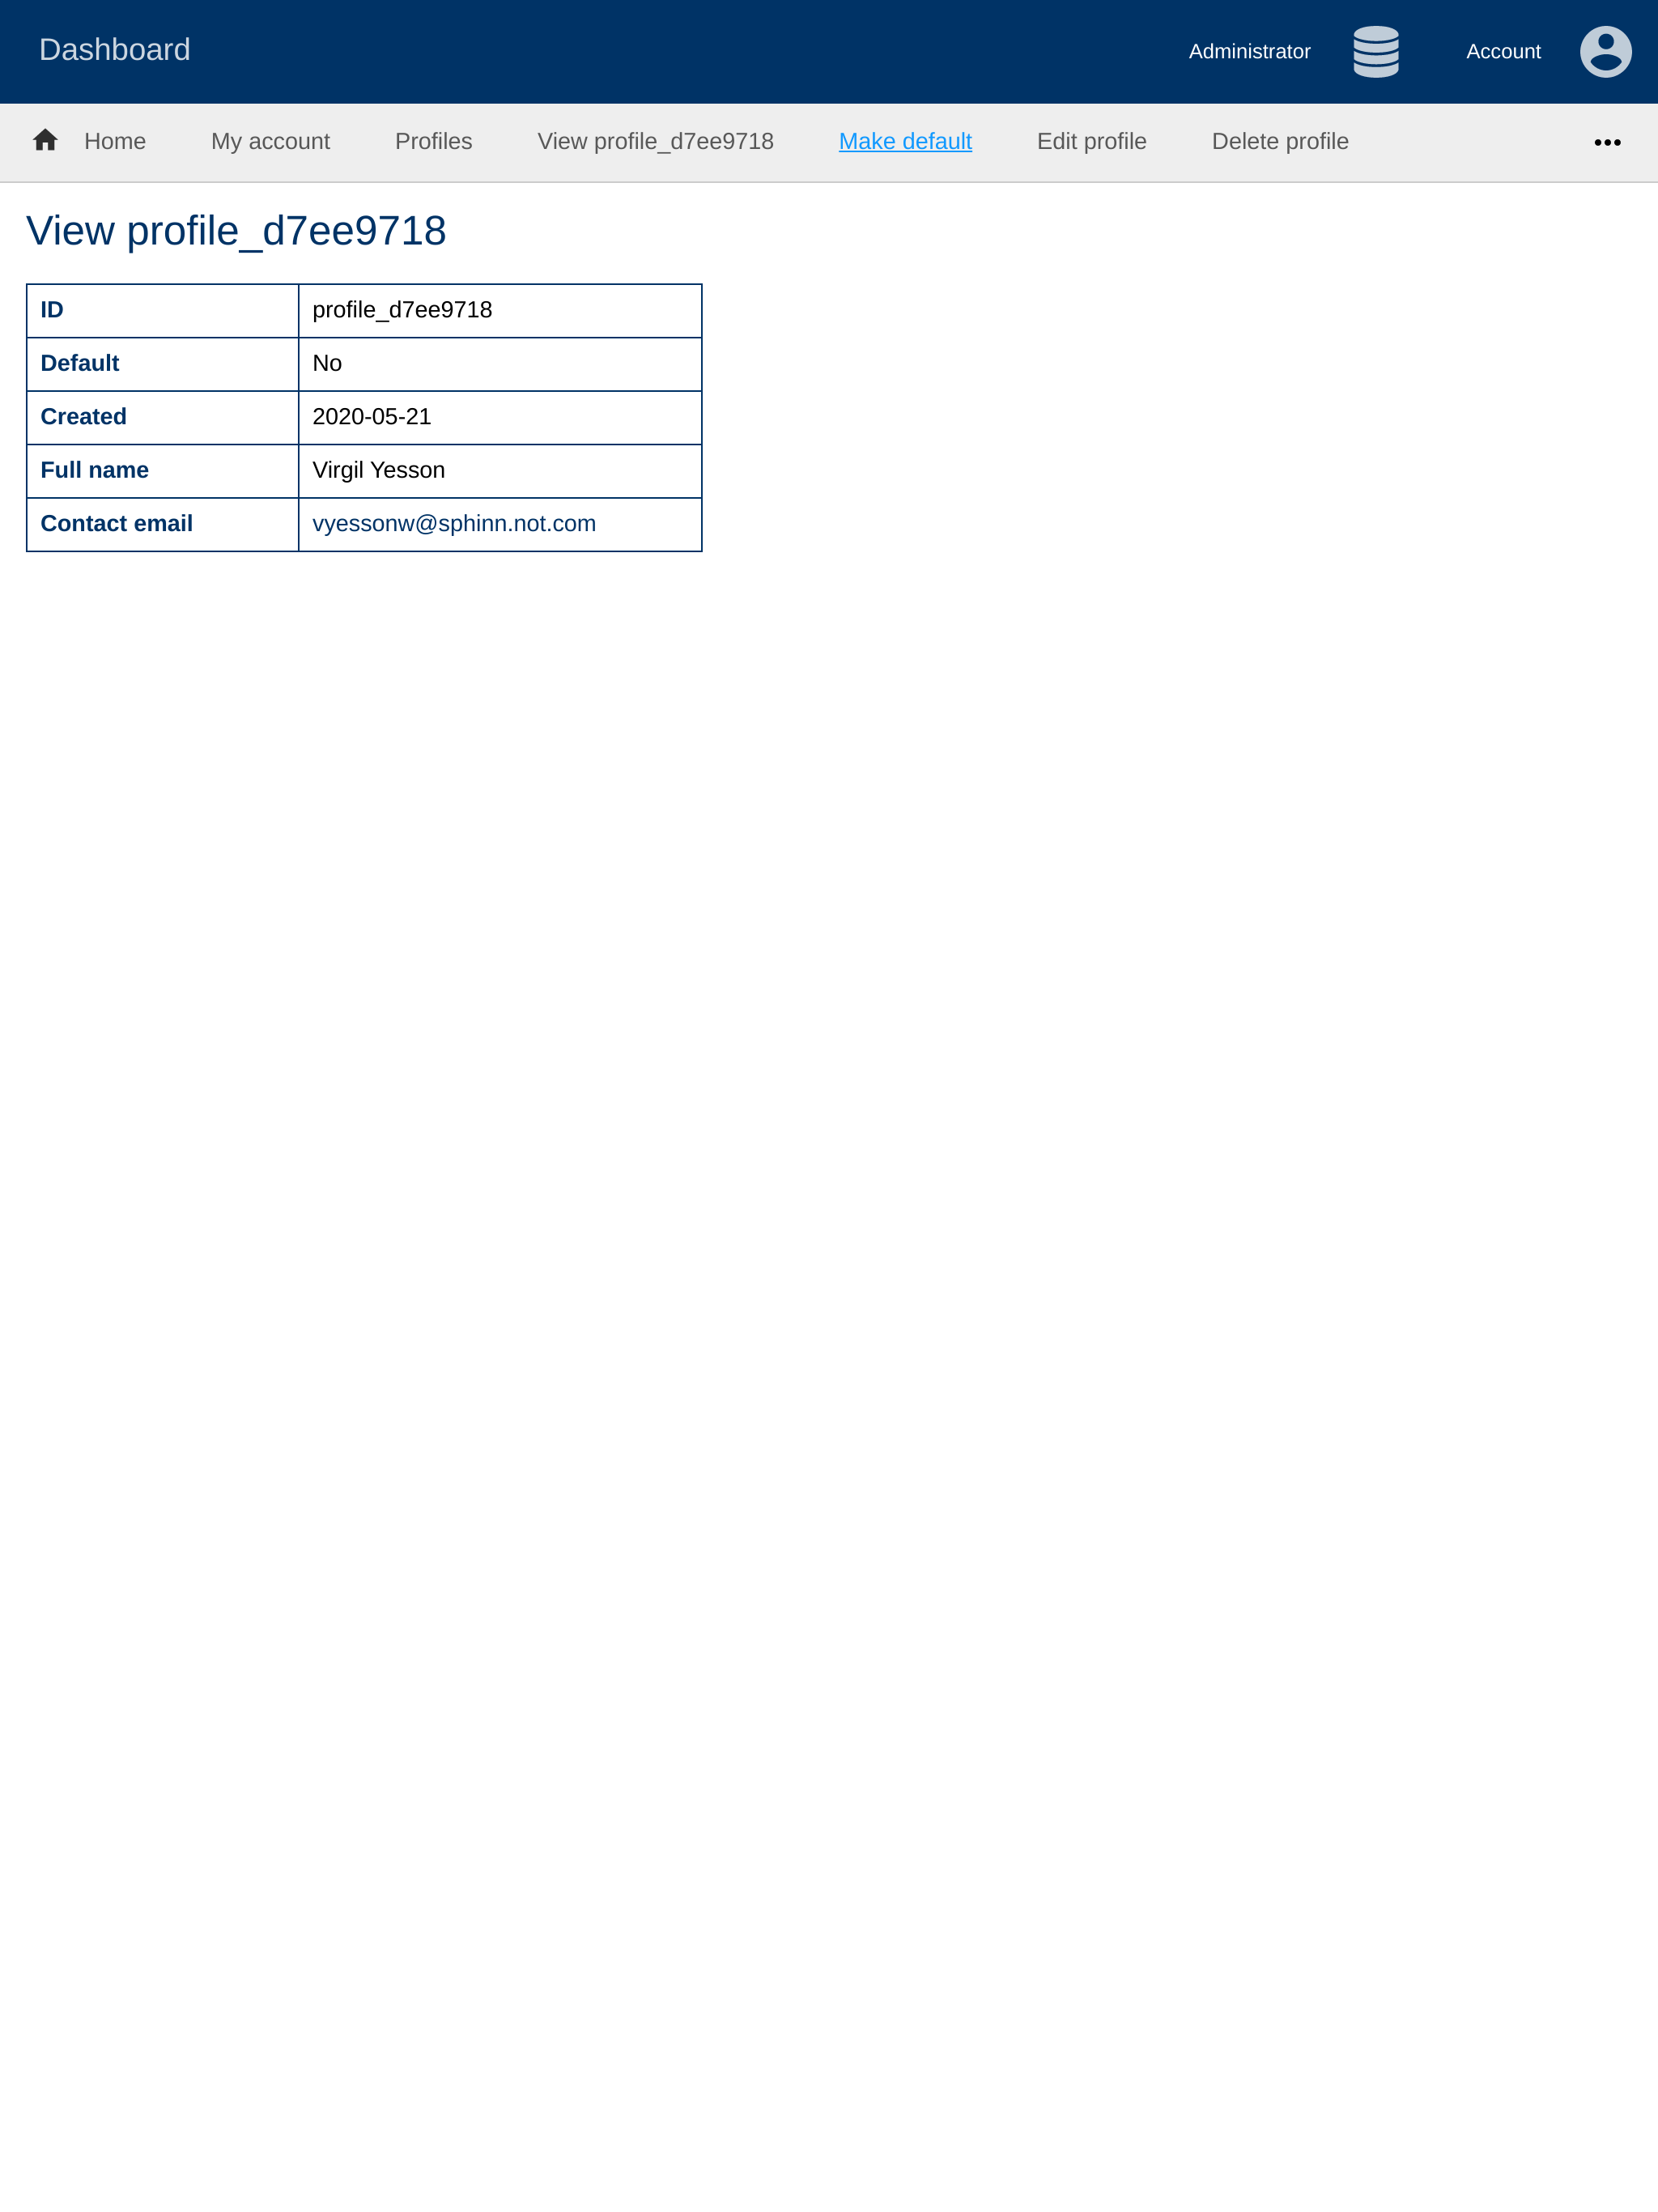 Dashboard Administrator Account
Home My account Profiles View profile_d7ee9718 Make default Edit profile Delete profile
View profile_d7ee9718
ID profile_d7ee9718
Default No
Created 2020-05-21
Full name Virgil Yesson
Contact email vyessonw@sphinn.not.com